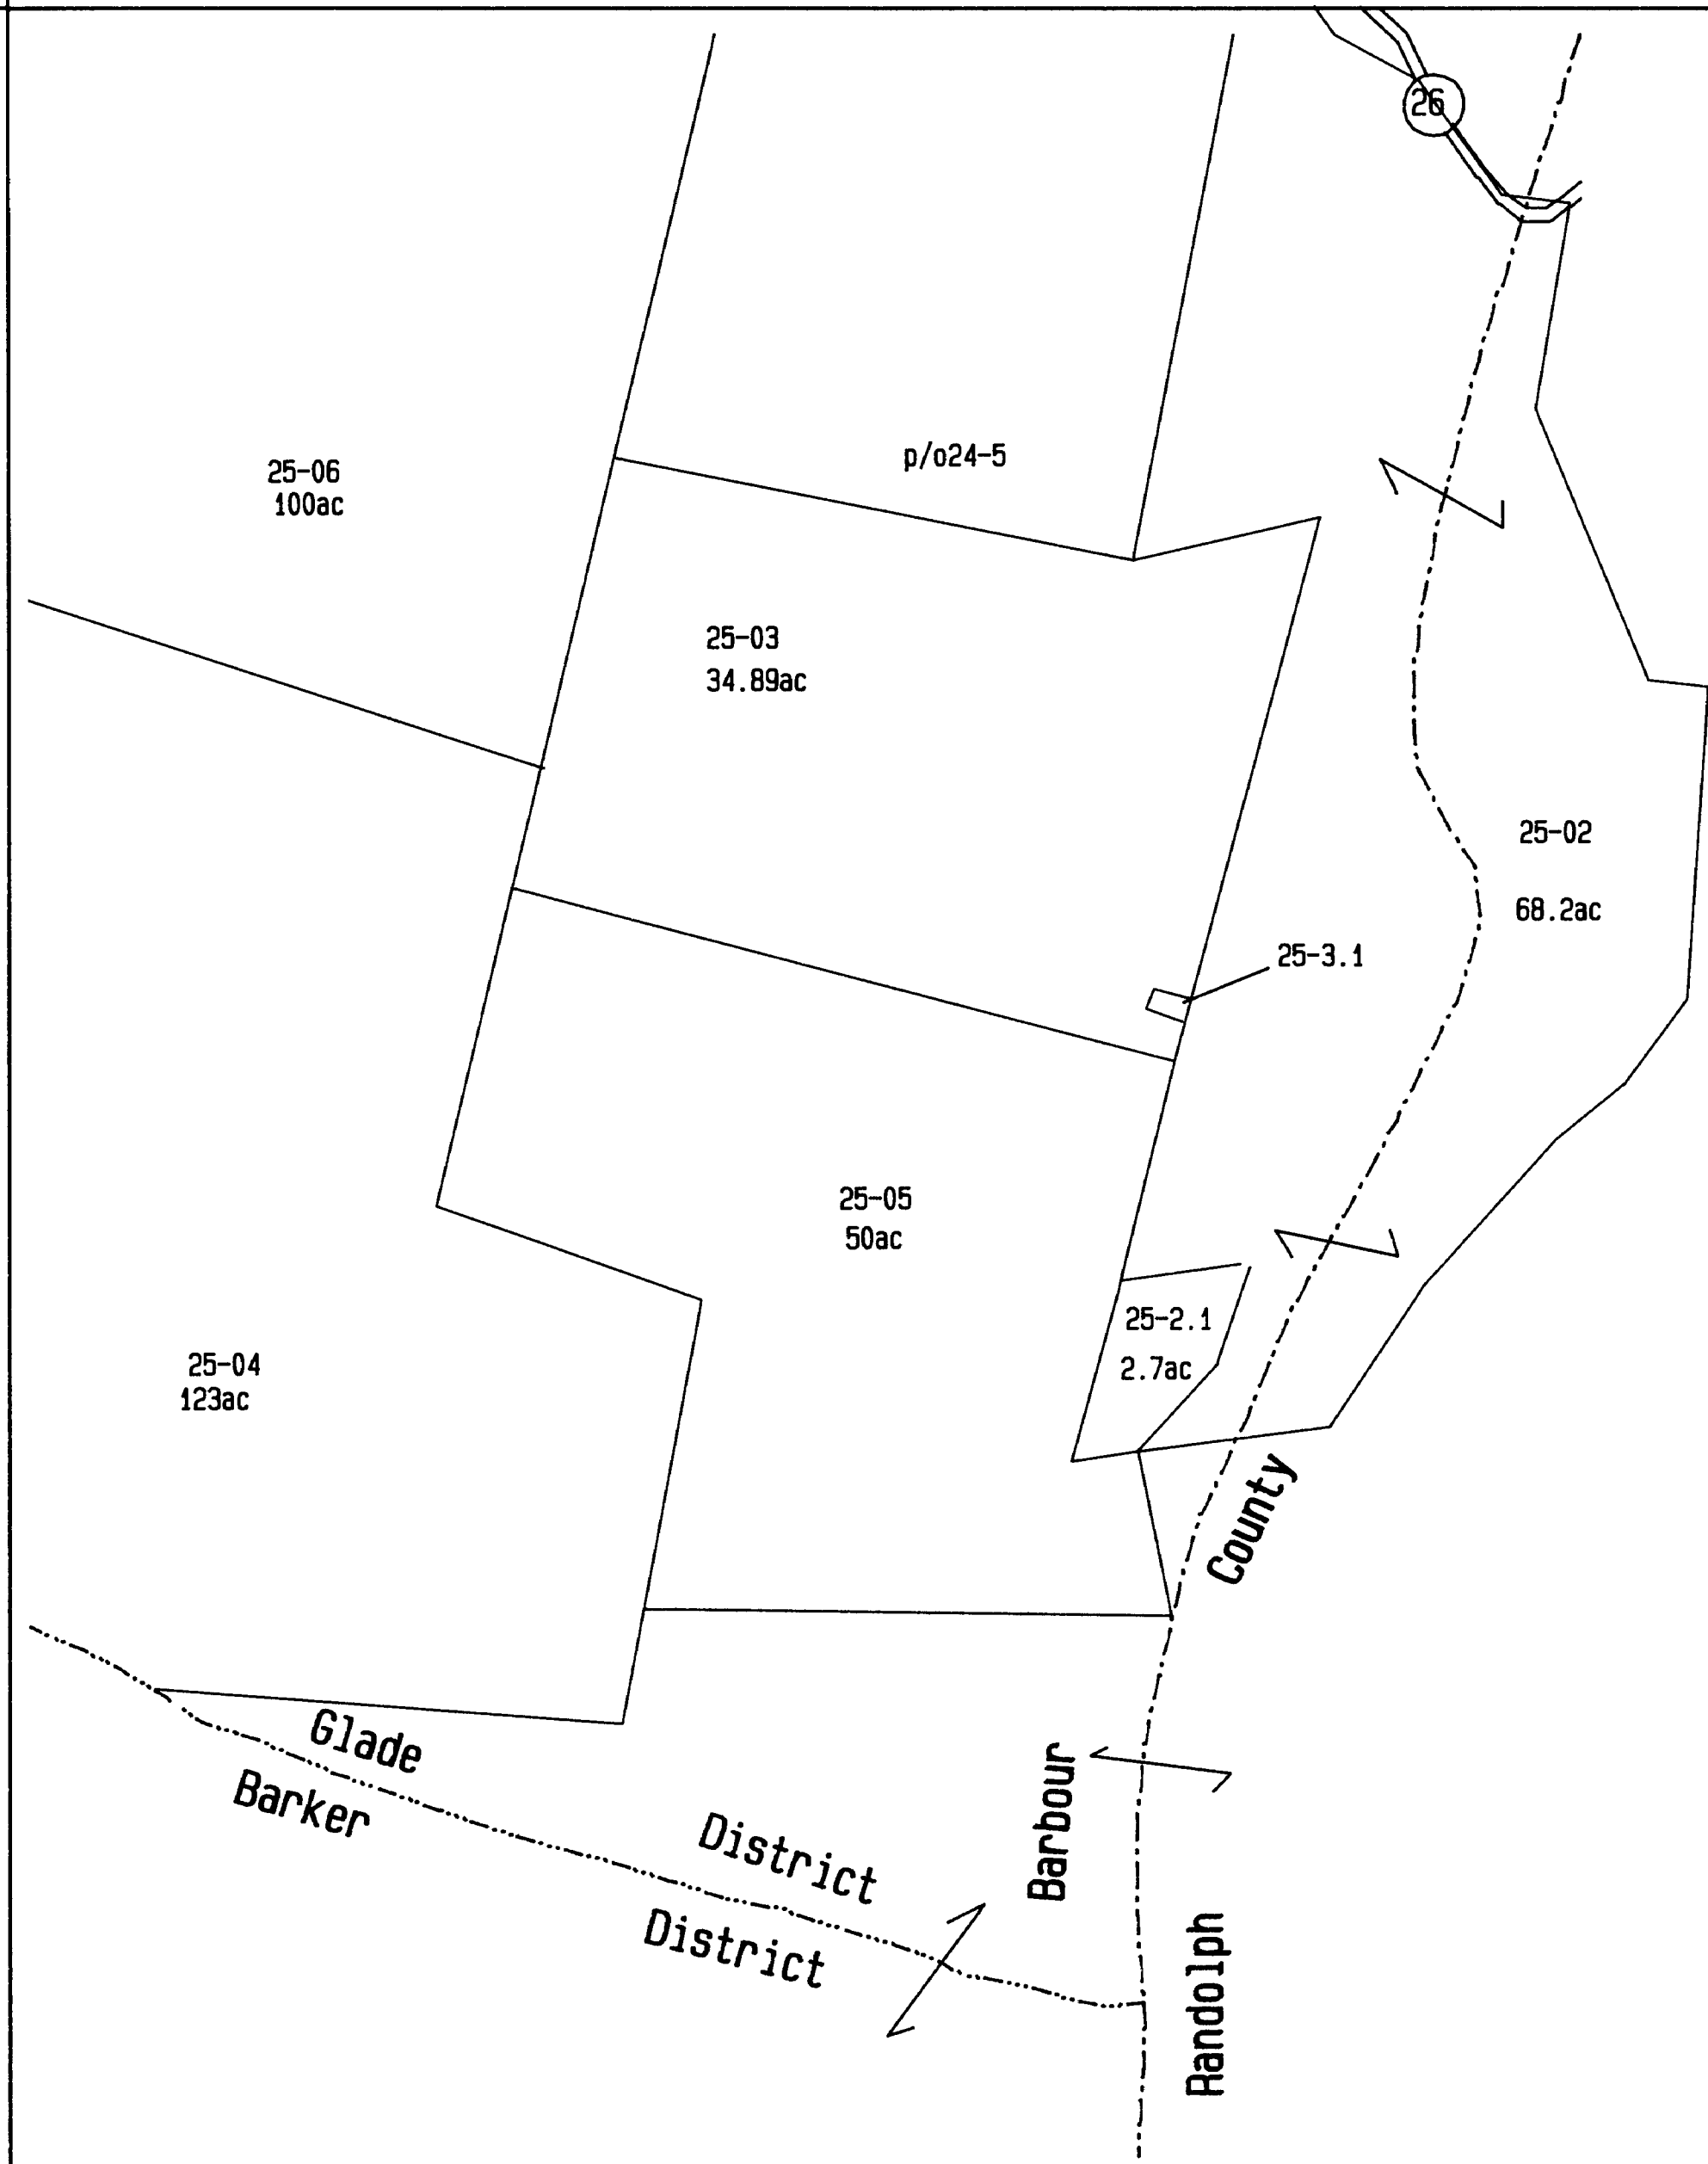 26
p/o24-5
25-06
100ac
25-03
34.89ac
25-02
68.2ac
25-3.1
25-05
50ac
25-2.1
2.7ac
25-04
123ac
County
Glade
Barker
District
District
Barbour
Randolph